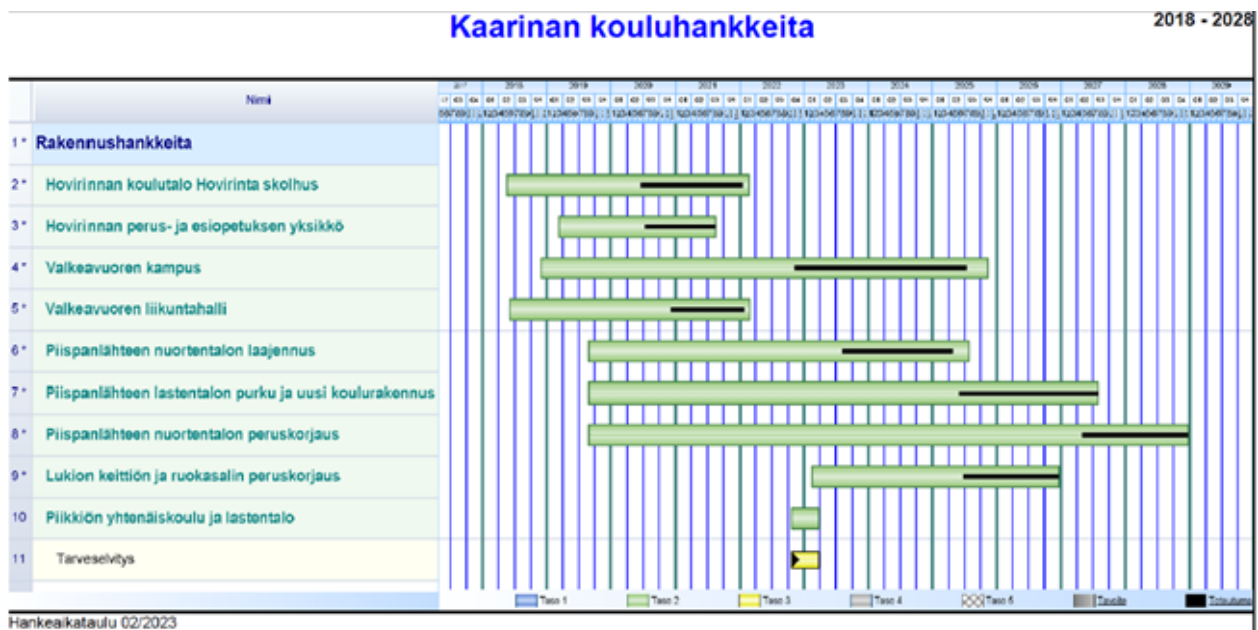 Kaarinan kouluhankkeita
2018 - 2028
Nimi
2017 2018 2019 2020 2021 2022 2023 2024 2025 2026 2027 2028 2029
1 * Rakennushankkeita
2 * Hovirinnan koulutalo Hovirinta skolhus
3 * Hovirinnan perus- ja esiopetuksen yksikkö
4 * Valkeavuoren kampus
5 * Valkeavuoren liikuntahalli
6 * Piispanlähteen nuortentalon laajennus
7 * Piispanlähteen lastentalon purku ja uusi koulurakennus
8 * Piispanlähteen nuortentalon peruskorjaus
9 * Lukion keittiön ja ruokasalin peruskorjaus
10 Piikkiön yhtenäiskoulu ja lastentalo
11 Tarveselvitys
Taso 1 Taso 2 Taso 3 Taso 4 Taso 5 Tavoite Toteutuma
Hankeaikataulu 02/2023